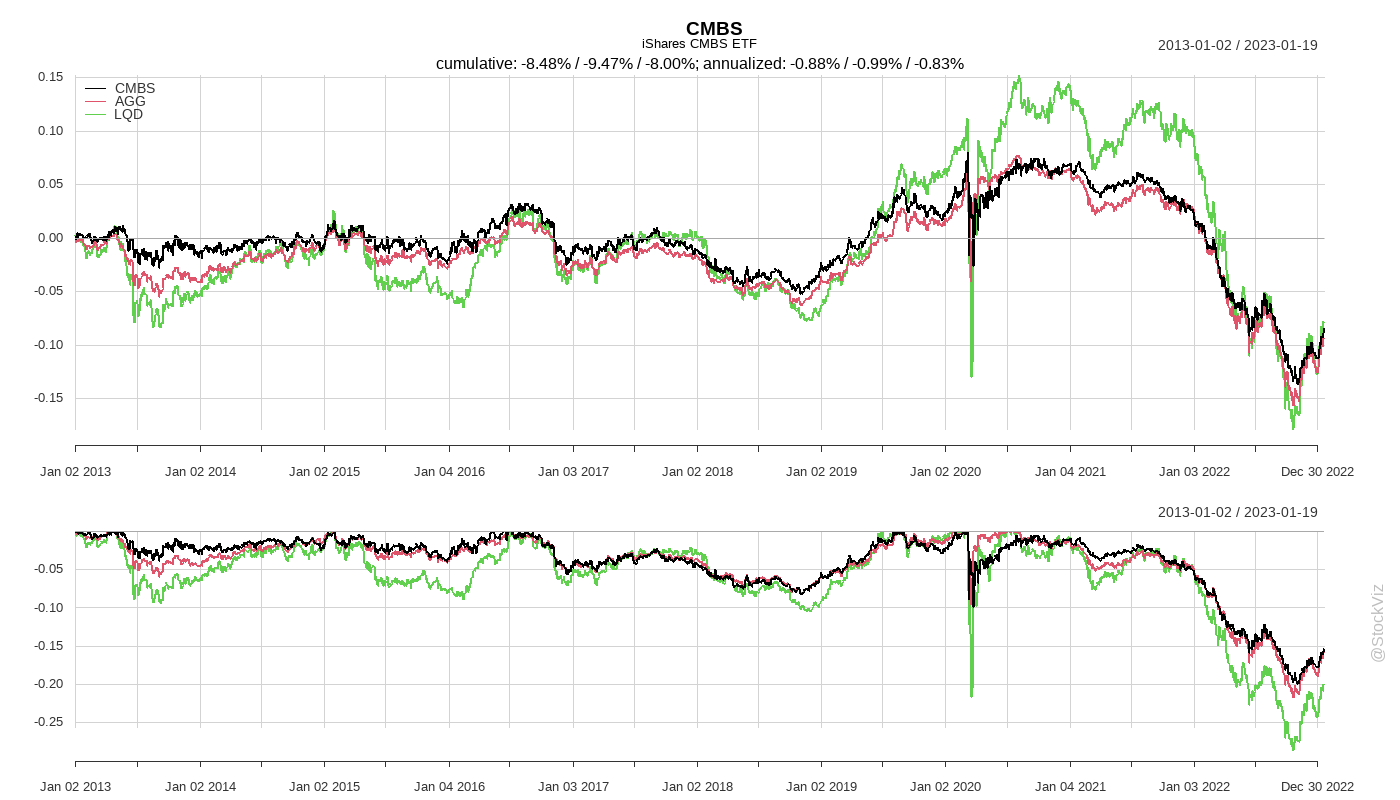 CMBS
iShares CMBS ETF
2013-01-02 / 2023-01-19
cumulative: -8.48% / -9.47% / -8.00%; annualized: -0.88% / -0.99% / -0.83%
CMBS
AGG
LQD
0.15
0.10
0.05
0.00
-0.05
-0.10
-0.15
Jan 02 2013 Jan 02 2014 Jan 02 2015 Jan 04 2016 Jan 03 2017 Jan 02 2018 Jan 02 2019 Jan 02 2020 Jan 04 2021 Jan 03 2022 Dec 30 2022
2013-01-02 / 2023-01-19
-0.05
-0.10
-0.15
-0.20
-0.25
Jan 02 2013 Jan 02 2014 Jan 02 2015 Jan 04 2016 Jan 03 2017 Jan 02 2018 Jan 02 2019 Jan 02 2020 Jan 04 2021 Jan 03 2022 Dec 30 2022
@StockViz